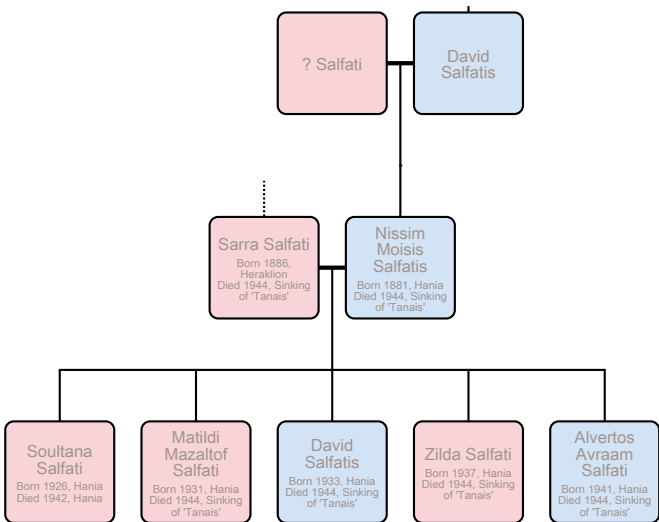 ? Salfati
David
Salfatis
Sarra Salfati
Born 1886,
Heraklion
Died 1944, Sinking
of 'Tanais'
Nissim
Moisis
Salfatis
Born 1881, Hania
Died 1944, Sinking
of 'Tanais'
Soultana
Salfati
Born 1926, Hania
Died 1942, Hania
Matildi
Mazaltof
Salfati
Born 1931, Hania
Died 1944, Sinking
of 'Tanais'
David
Salfatis
Born 1933, Hania
Died 1944, Sinking
of 'Tanais'
Zilda Salfati
Born 1937, Hania
Died 1944, Sinking
of 'Tanais'
Alvertos
Avraam
Salfati
Born 1941, Hania
Died 1944, Sinking
of 'Tanais'